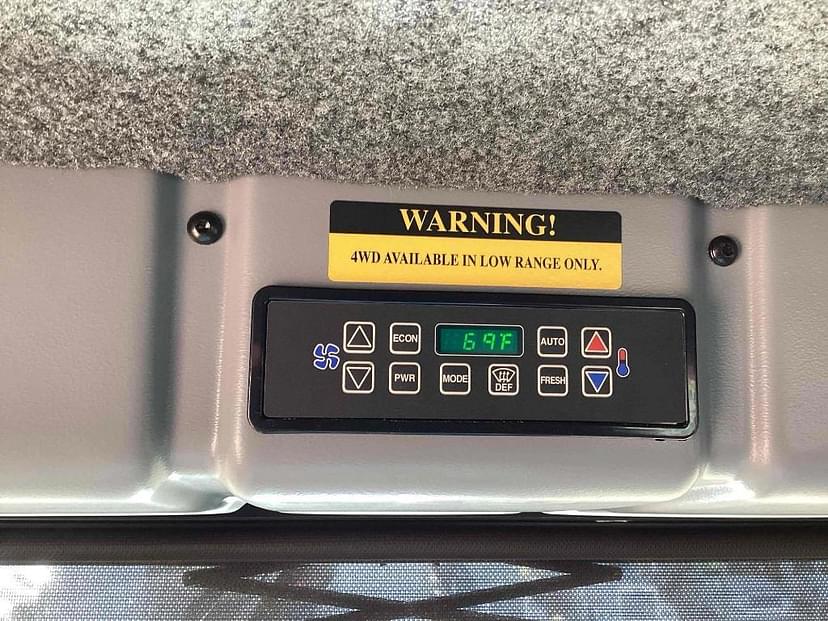 WARNING!
4WD AVAILABLE IN LOW RANGE ONLY.
ECON 69F AUTO
PWR MODE DEF FRESH